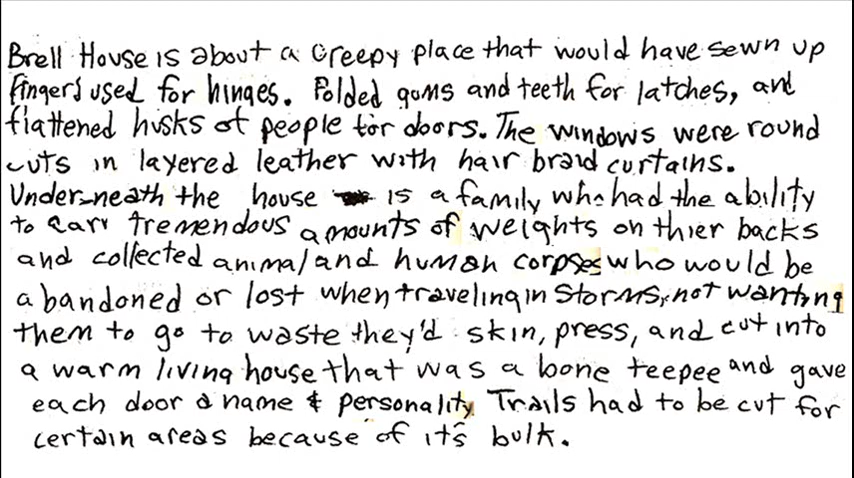 Brell House is about a creepy place that would have sewn up
fingers used for hinges. Folded gums and teeth for latches, and
flattened husks of people for doors. The windows were round
cuts in layered leather with hair braid curtains.
Underneath the house is a family who had the ability
to carr tremendous amounts of weights on thier backs
and collected animal and human corpses who would be
abandoned or lost when traveling in storms, not wanting
them to go to waste they'd skin, press, and cut into
a warm living house that was a bone teepee and gave
each door a name & personality. Trails had to be cut for
certain areas because of it's bulk.